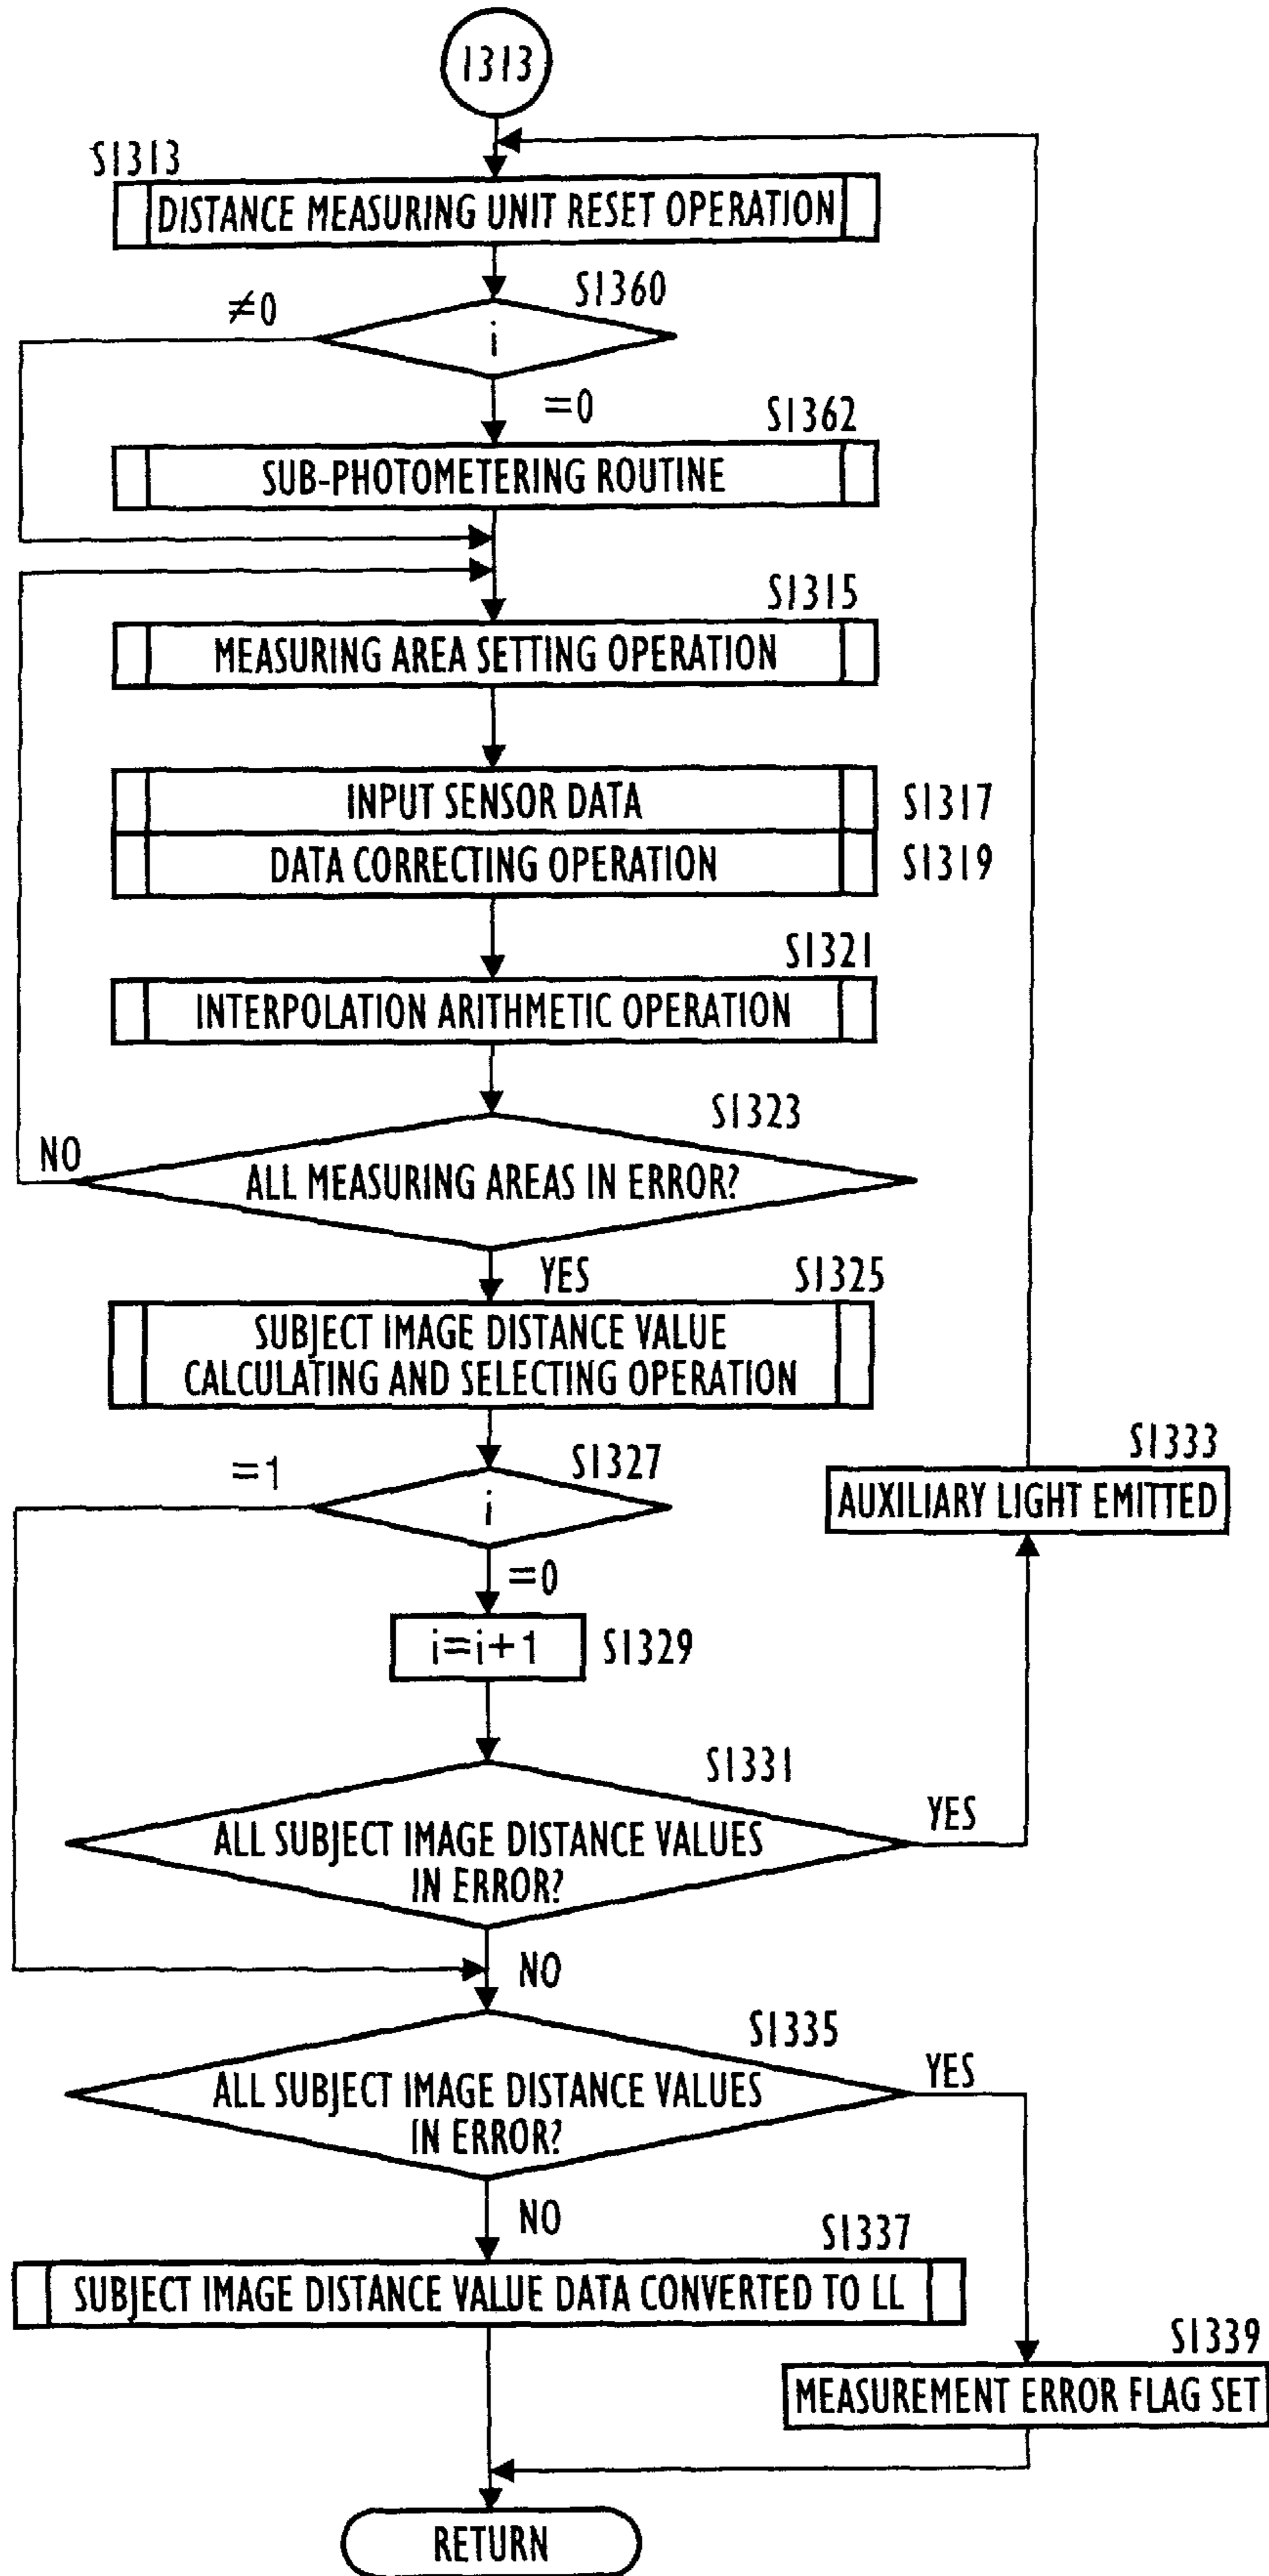 1313
S1313
DISTANCE MEASURING UNIT RESET OPERATION
S1360
≠0
i
=0
S1362
SUB-PHOTOMETERING ROUTINE
S1315
MEASURING AREA SETTING OPERATION
INPUT SENSOR DATA
S1317
DATA CORRECTING OPERATION
S1319
S1321
INTERPOLATION ARITHMETIC OPERATION
S1323
NO
ALL MEASURING AREAS IN ERROR?
YES
S1325
SUBJECT IMAGE DISTANCE VALUE
CALCULATING AND SELECTING OPERATION
S1327
=1
i
=0
S1333
AUXILIARY LIGHT EMITTED
i=i+1
S1329
S1331
YES
ALL SUBJECT IMAGE DISTANCE VALUES
IN ERROR?
NO
S1335
YES
ALL SUBJECT IMAGE DISTANCE VALUES
IN ERROR?
NO
S1337
SUBJECT IMAGE DISTANCE VALUE DATA CONVERTED TO LL
S1339
MEASUREMENT ERROR FLAG SET
RETURN